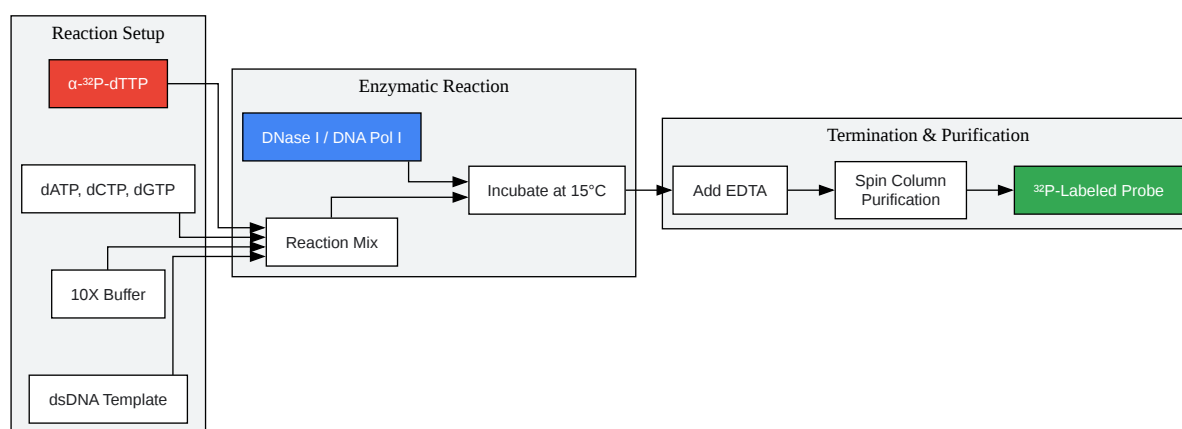 Reaction Setup
α-³²P-dTTP
dATP, dCTP, dGTP
10X Buffer
dsDNA Template
Enzymatic Reaction
DNase I / DNA Pol I
Reaction Mix
Incubate at 15°C
Termination & Purification
Add EDTA
Spin Column
Purification
³²P-Labeled Probe